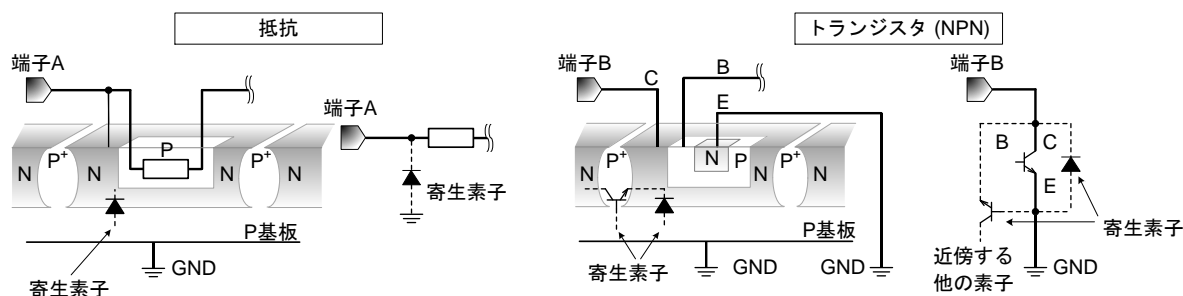 抵抗
トランジスタ (NPN)
端子A
N
P+
N
P
N
P+
N
P基板
GND
寄生素子
端子A
寄生素子
端子B
C
B
E
N
P+
N
N
P
P+
N
P基板
寄生素子
GND
GND
端子B
B
C
E
寄生素子
近傍する
他の素子
GND